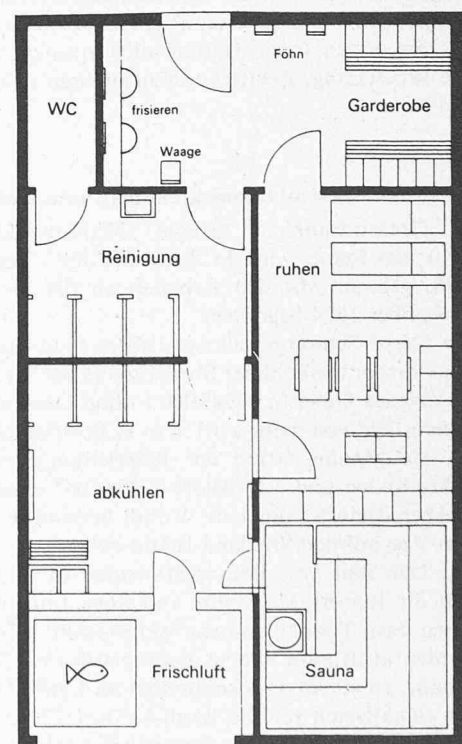 Föhn
WC
frisieren
Garderobe
Waage
Reinigung
ruhen
abkühlen
Frischluft
Sauna